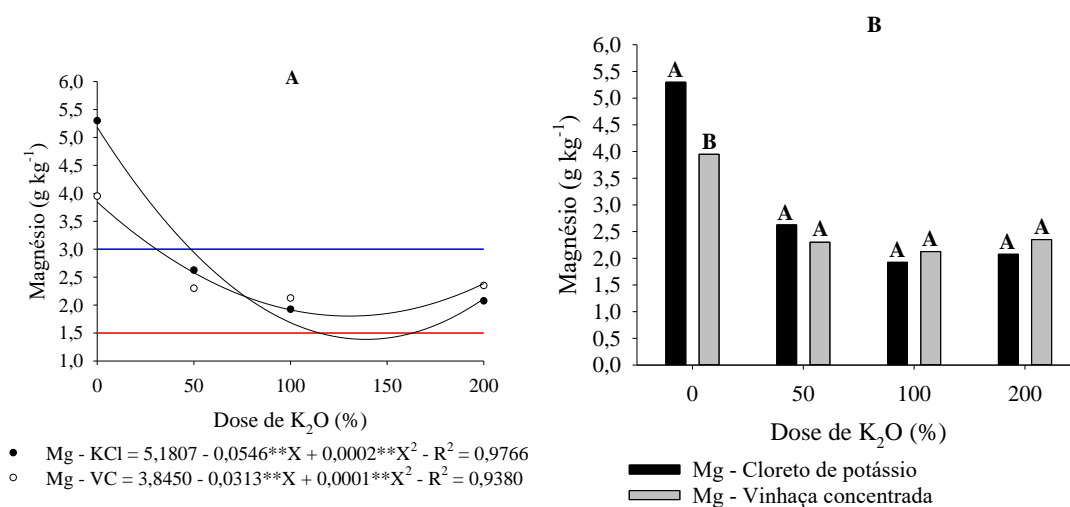 A
Magnésio (g kg-1)
6,0
5,5
5,0
4,5
4,0
3,5
3,0
2,5
2,0
1,5
1,0
0 50 100 150 200
Dose de K2O (%)
● Mg - KCl = 5,1807 - 0,0546**X + 0,0002**X2 - R2 = 0,9766
○ Mg - VC = 3,8450 - 0,0313**X + 0,0001**X2 - R2 = 0,9380
B
Magnésio (g kg-1)
6,0
5,5
5,0
4,5
4,0
3,5
3,0
2,5
2,0
1,5
1,0
0,5
0,0
A B A A A A A A
0 50 100 200
Dose de K2O (%)
Mg - Cloreto de potássio
Mg - Vinhaça concentrada